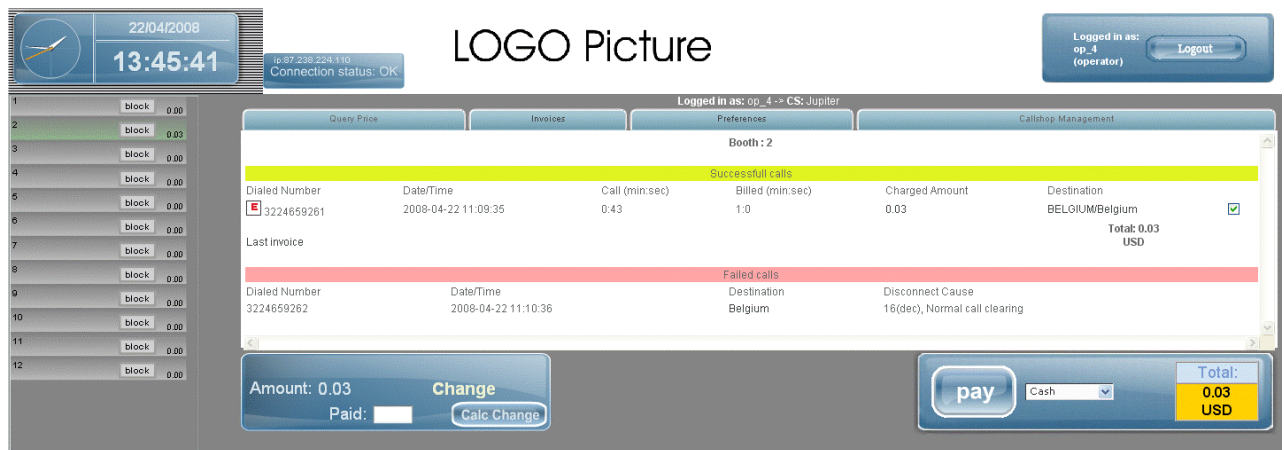 22/04/2008
13:45:41
ip:87.238.224.110
Connection status: OK
LOGO Picture
Logged in as:
op_4
(operator)
Logout
1 block 0.00
2 block 0.03
3 block 0.00
4 block 0.00
5 block 0.00
6 block 0.00
7 block 0.00
8 block 0.00
9 block 0.00
10 block 0.00
11 block 0.00
12 block 0.00
Logged in as: op_4 -> CS: Jupiter
Query Price Invoices Preferences Callshop Management
Booth : 2
Successfull calls
Dialed Number Date/Time Call (min:sec) Billed (min:sec) Charged Amount Destination
E 3224659261 2008-04-22 11:09:35 0:43 1:0 0.03 BELGIUM/Belgium
Total: 0.03
USD
Last invoice
Failed calls
Dialed Number Date/Time Destination Disconnect Cause
3224659262 2008-04-22 11:10:36 Belgium 16(dec), Normal call clearing
Amount: 0.03 Change
Paid: Calc Change
pay Cash
Total:
0.03
USD